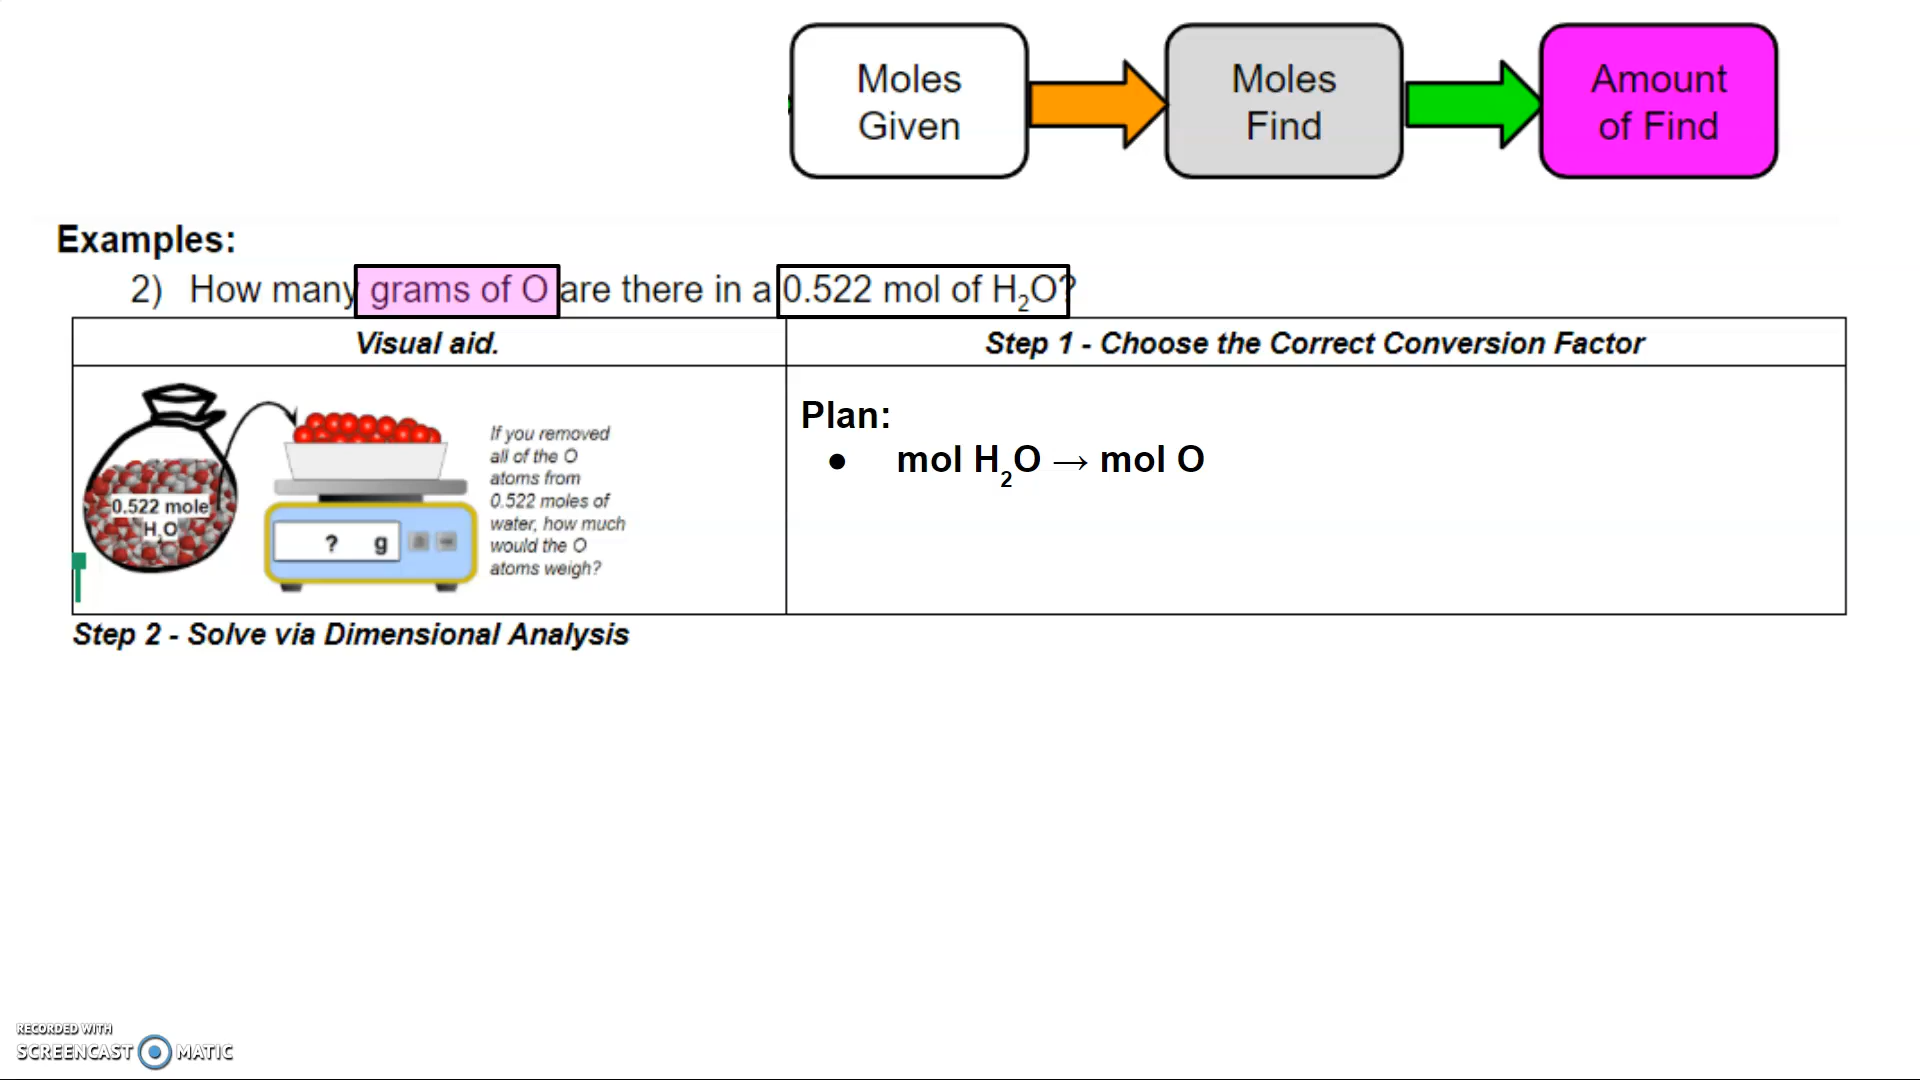 Moles
Given
Moles
Find
Amount
of Find
Examples:
2) How many grams of O are there in a 0.522 mol of H₂O?
Visual aid.
Step 1 - Choose the Correct Conversion Factor
0.522 mole
H₂O
? g
If you removed
all of the O
atoms from
0.522 moles of
water, how much
would the O
atoms weigh?
Plan:
● mol H₂O → mol O
Step 2 - Solve via Dimensional Analysis
RECORDED WITH
SCREENCAST MATIC